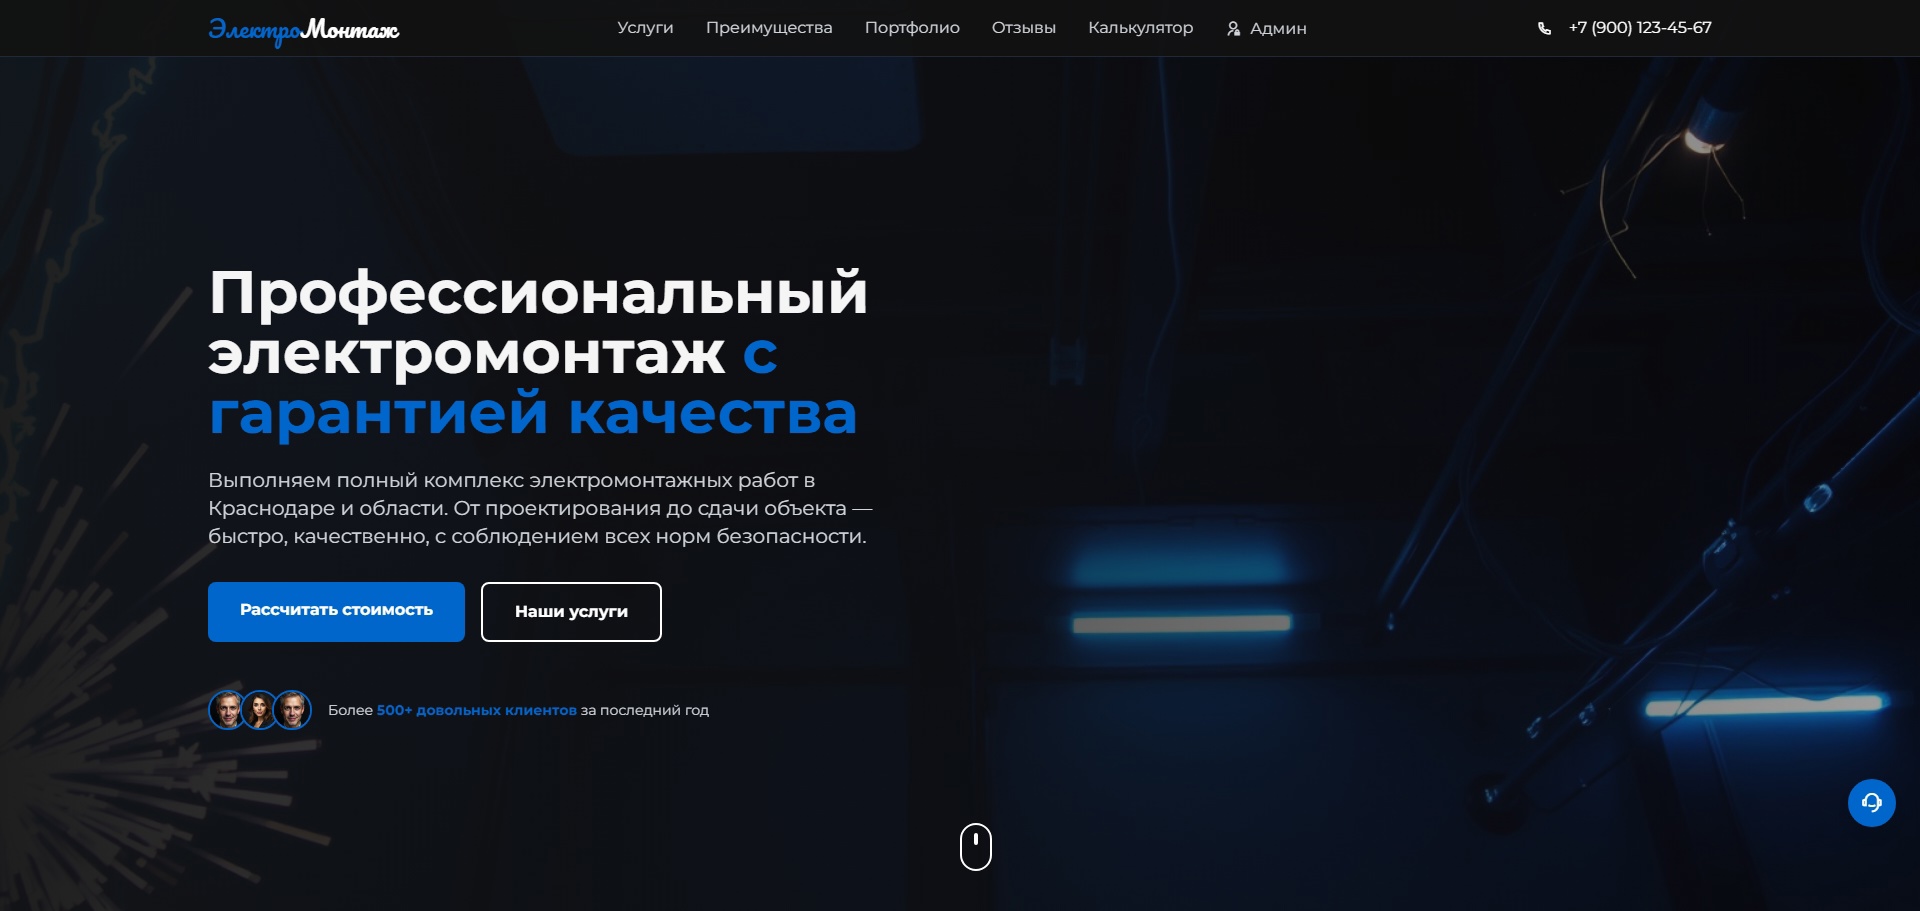 ЭлектроМонтаж
Услуги
Преимущества
Портфолио
Отзывы
Калькулятор
Админ
+7 (900) 123-45-67
Профессиональный
электромонтаж с
гарантией качества
Выполняем полный комплекс электромонтажных работ в
Краснодаре и области. От проектирования до сдачи объекта —
быстро, качественно, с соблюдением всех норм безопасности.
Рассчитать стоимость
Наши услуги
Более 500+ довольных клиентов за последний год